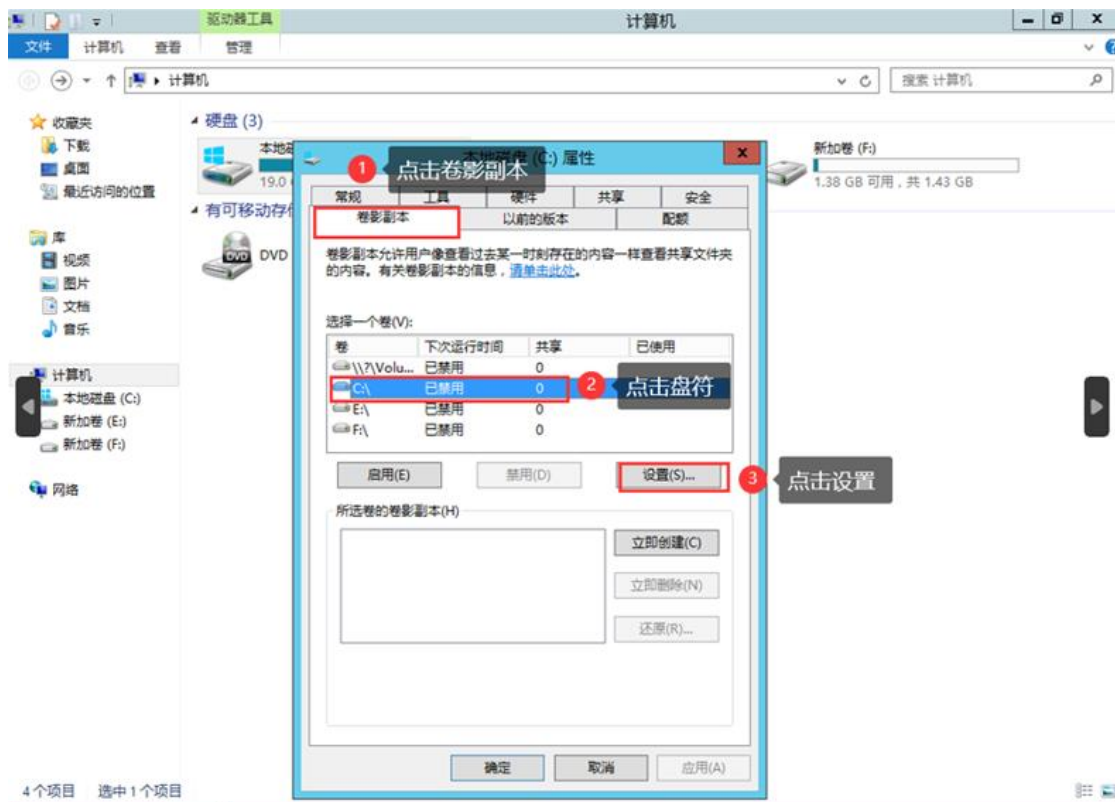 驱动器工具
计算机
文件
计算机
查看
管理
计算机
搜索 计算机
收藏夹
下载
桌面
最近访问的位置
库
视频
图片
文档
音乐
计算机
本地磁盘 (C:)
新加卷 (E:)
新加卷 (F:)
网络
硬盘 (3)
本地磁
19.0
有可移动存储
DVD
新加卷 (F:)
1.38 GB 可用，共 1.43 GB
(C:) 属性
1 点击卷影副本
常规
工具
硬件
共享
安全
卷影副本
以前的版本
配额
卷影副本允许用户像查看过去某一时刻存在的内容一样查看共享文件夹
的内容。有关卷影副本的信息，请单击此处。
选择一个卷(V):
卷 下次运行时间 共享 已使用
\\?\Volu... 已禁用 0
C:\ 已禁用 0
2 点击盘符
E:\ 已禁用 0
F:\ 已禁用 0
启用(E)
禁用(D)
设置(S)...
3 点击设置
所选卷的卷影副本(H)
立即创建(C)
立即删除(N)
还原(R)...
确定
取消
应用(A)
4个项目 选中1个项目